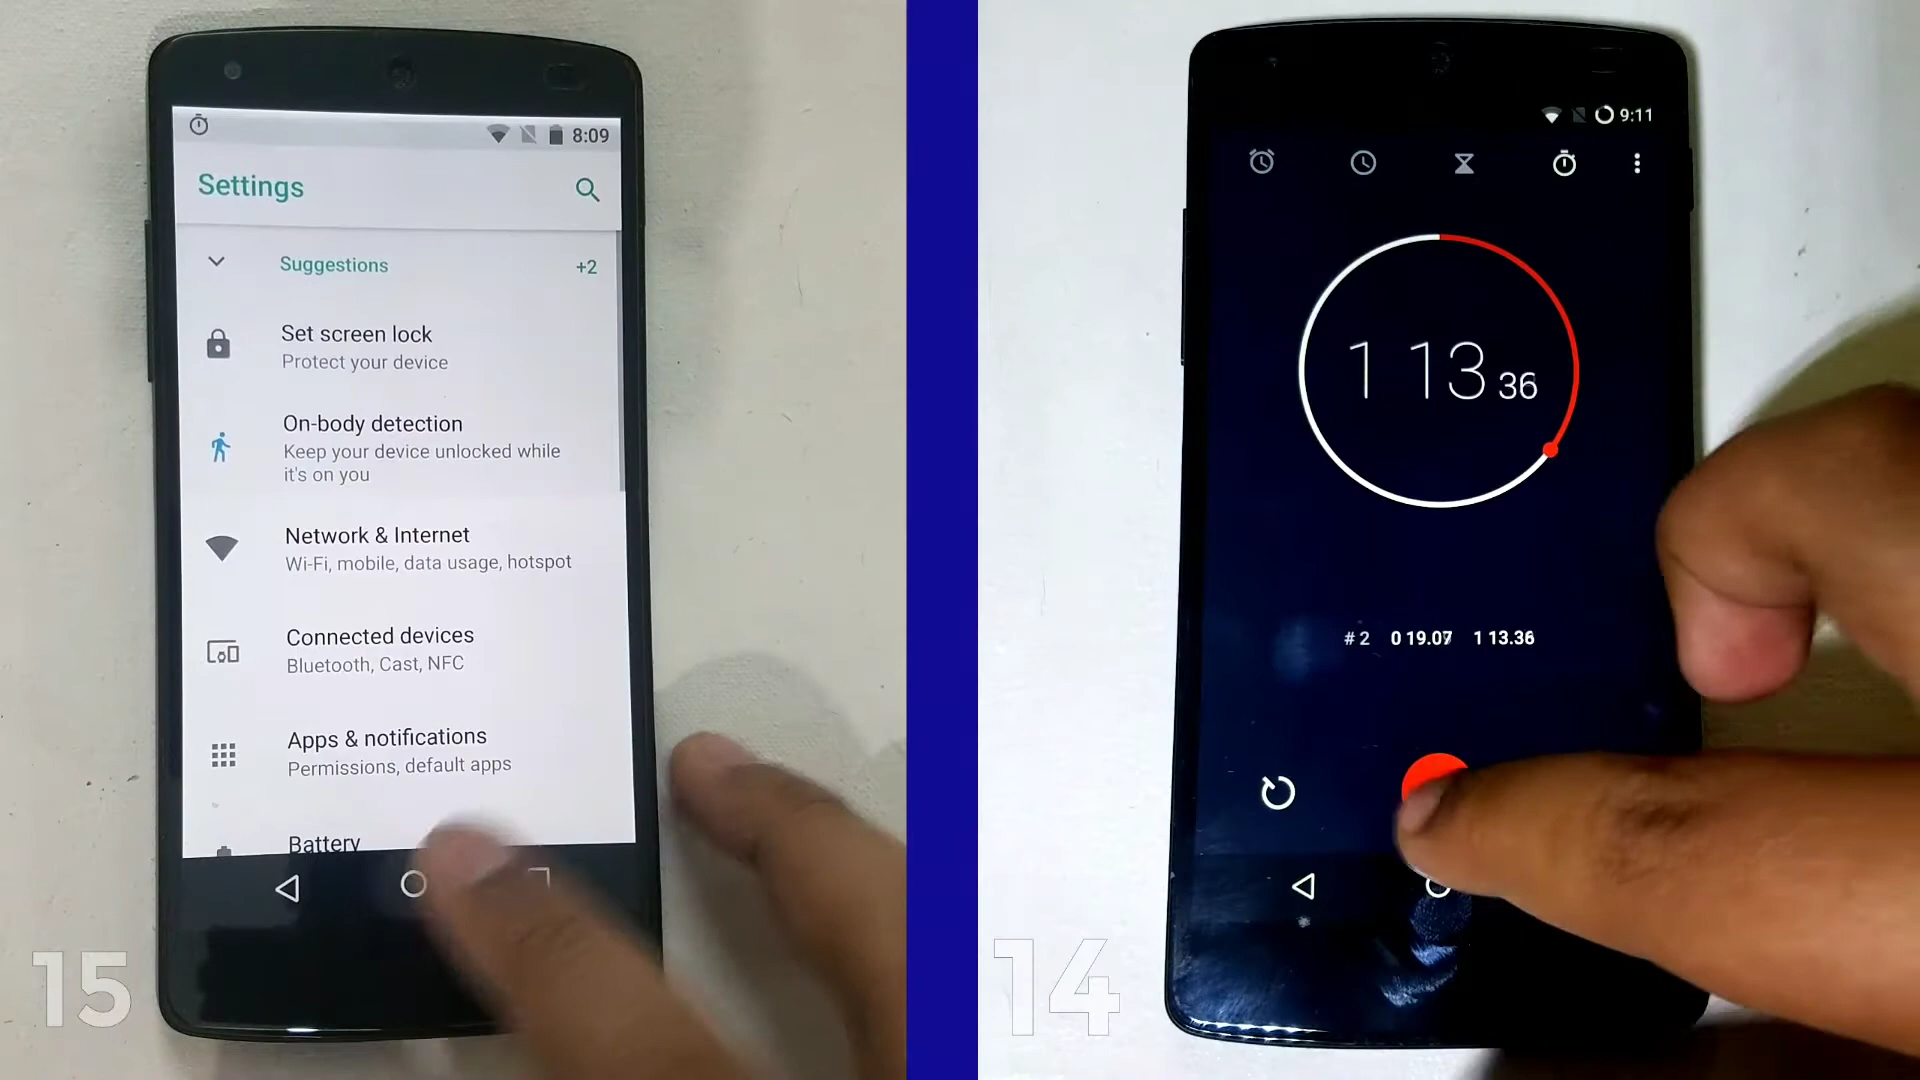 8:09
Settings
Suggestions +2
Set screen lock
Protect your device
On-body detection
Keep your device unlocked while
it's on you
Network & Internet
Wi-Fi, mobile, data usage, hotspot
Connected devices
Bluetooth, Cast, NFC
Apps & notifications
Permissions, default apps
Battery
15
9:11
1 13 36
# 2 0 19.07 1 13.36
14